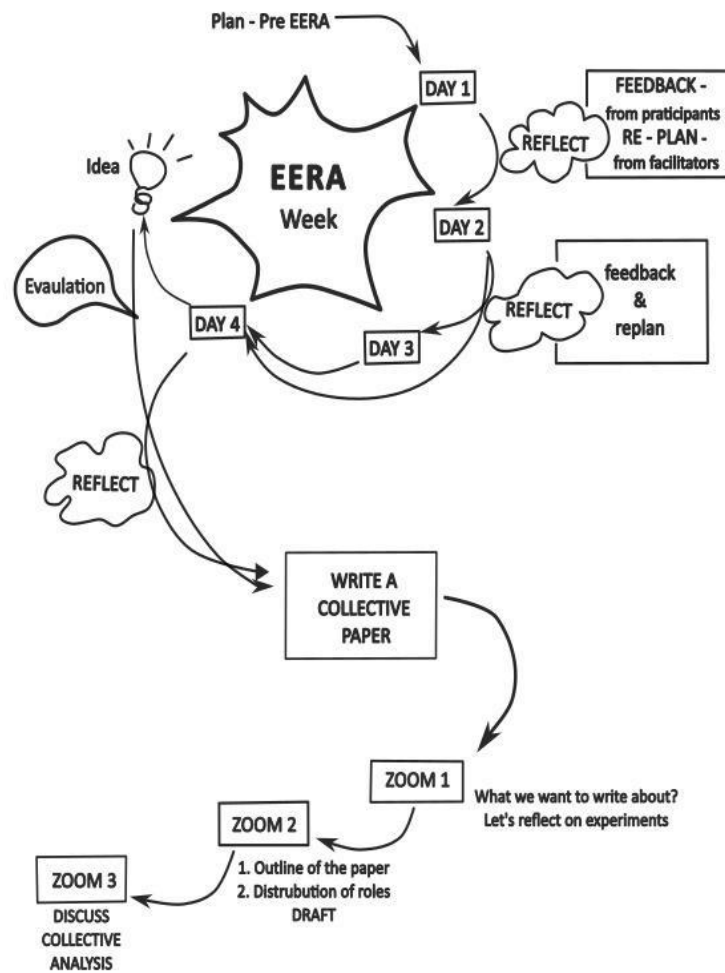 Plan - Pre EERA
DAY 1
FEEDBACK -
from praticipants
RE - PLAN -
from facilitators
REFLECT
Idea
EERA
Week
DAY 2
Evaulation
REFLECT
feedback
&
replan
DAY 4
DAY 3
REFLECT
WRITE A
COLLECTIVE
PAPER
ZOOM 1
What we want to write about?
Let's reflect on experiments
ZOOM 2
1. Outline of the paper
2. Distrubution of roles
DRAFT
ZOOM 3
DISCUSS
COLLECTIVE
ANALYSIS